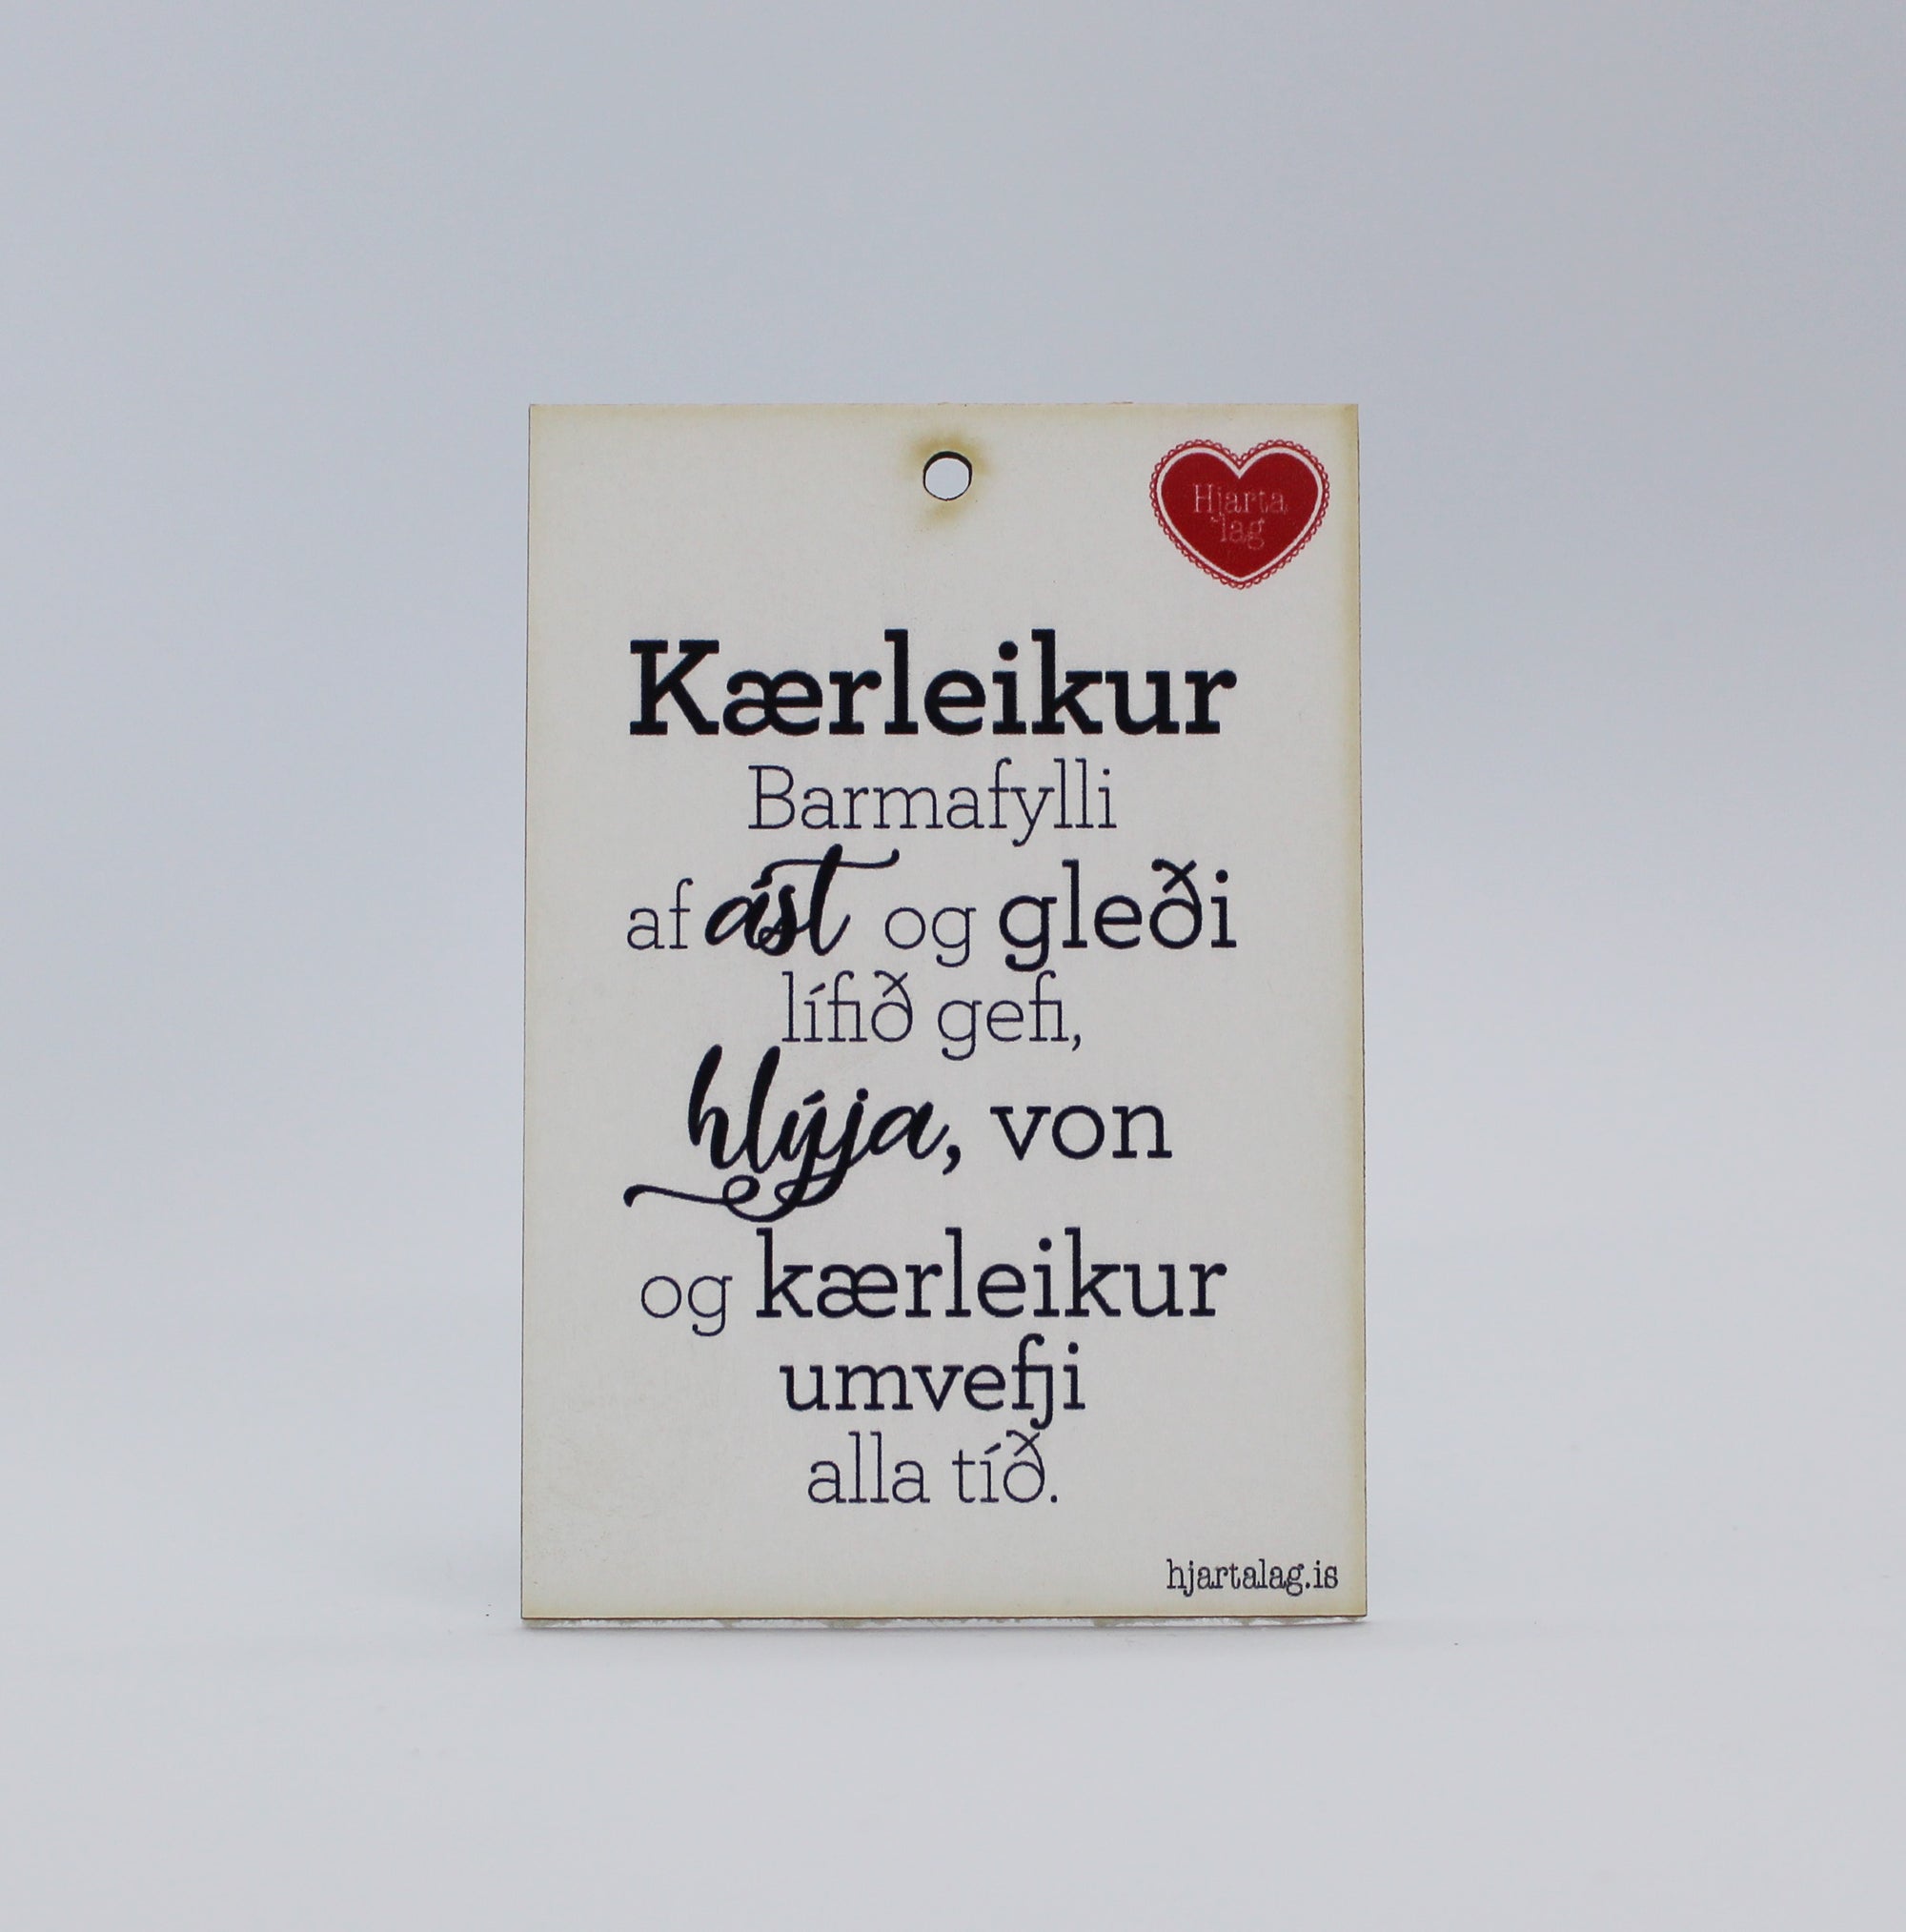 Hjarta
lag
Kærleikur
Barmafylli
af ást og gleði
lífið gefi,
hlýja, von
og kærleikur
umvefji
alla tíð.
hjartalag.is